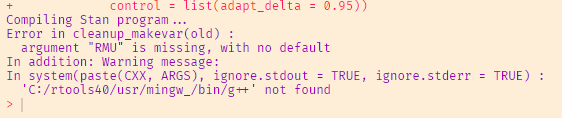 +               control = list(adapt_delta = 0.95))
Compiling Stan program...
Error in cleanup_makevar(old) :
  argument "RMU" is missing, with no default
In addition: Warning message:
In system(paste(CXX, ARGS), ignore.stdout = TRUE, ignore.stderr = TRUE) :
  'C:/rtools40/usr/mingw_/bin/g++' not found
>